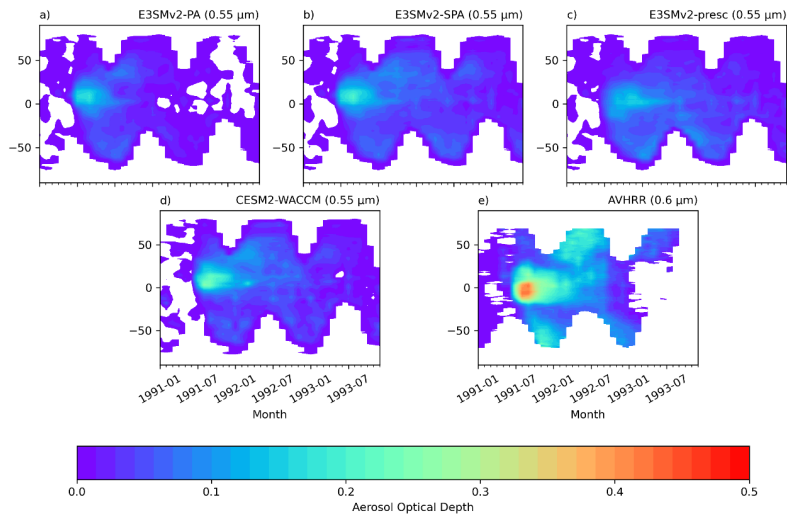 a) E3SMv2-PA (0.55 μm)
b) E3SMv2-SPA (0.55 μm)
c) E3SMv2-presc (0.55 μm)
50
0
−50
50
0
−50
50
0
−50
d) CESM2-WACCM (0.55 μm)
e) AVHRR (0.6 μm)
50
0
−50
50
0
−50
1991-01 1991-07 1992-01 1992-07 1993-01 1993-07
1991-01 1991-07 1992-01 1992-07 1993-01 1993-07
Month
Month
0.0 0.1 0.2 0.3 0.4 0.5
Aerosol Optical Depth